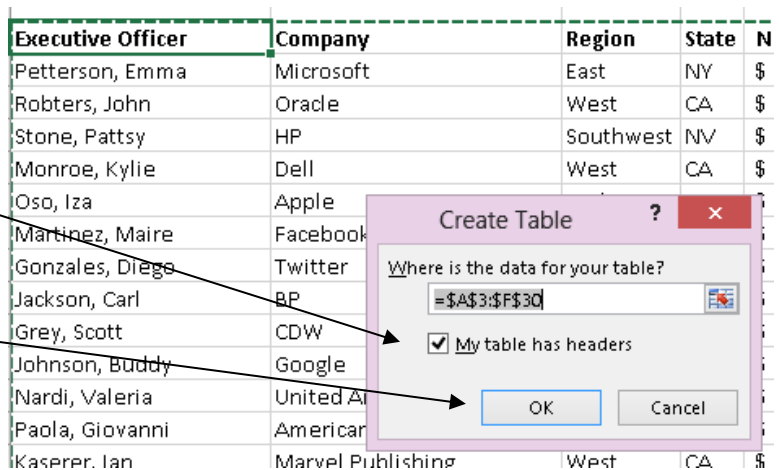 Executive Officer Company Region State N
Petterson, Emma Microsoft East NY $
Robters, John Oracle West CA $
Stone, Pattsy HP Southwest NV $
Monroe, Kylie Dell West CA $
Oso, Iza Apple
Create Table ? ×
Martinez, Maire Facebook
Gonzales, Diego Twitter Where is the data for your table?
Jackson, Carl BP =$A$3:$F$30
Grey, Scott CDW My table has headers
Johnson, Buddy Google
Nardi, Valeria United
OK Cancel
Paola, Giovanni American
Kaserer, Ian Marvel Publishing West CA $